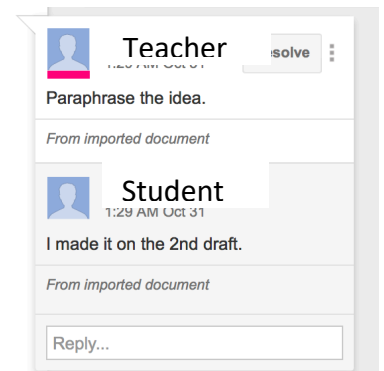 Teacher
esolve
1:29 AM Oct 31
Paraphrase the idea.
From imported document
Student
1:29 AM Oct 31
I made it on the 2nd draft.
From imported document
Reply...